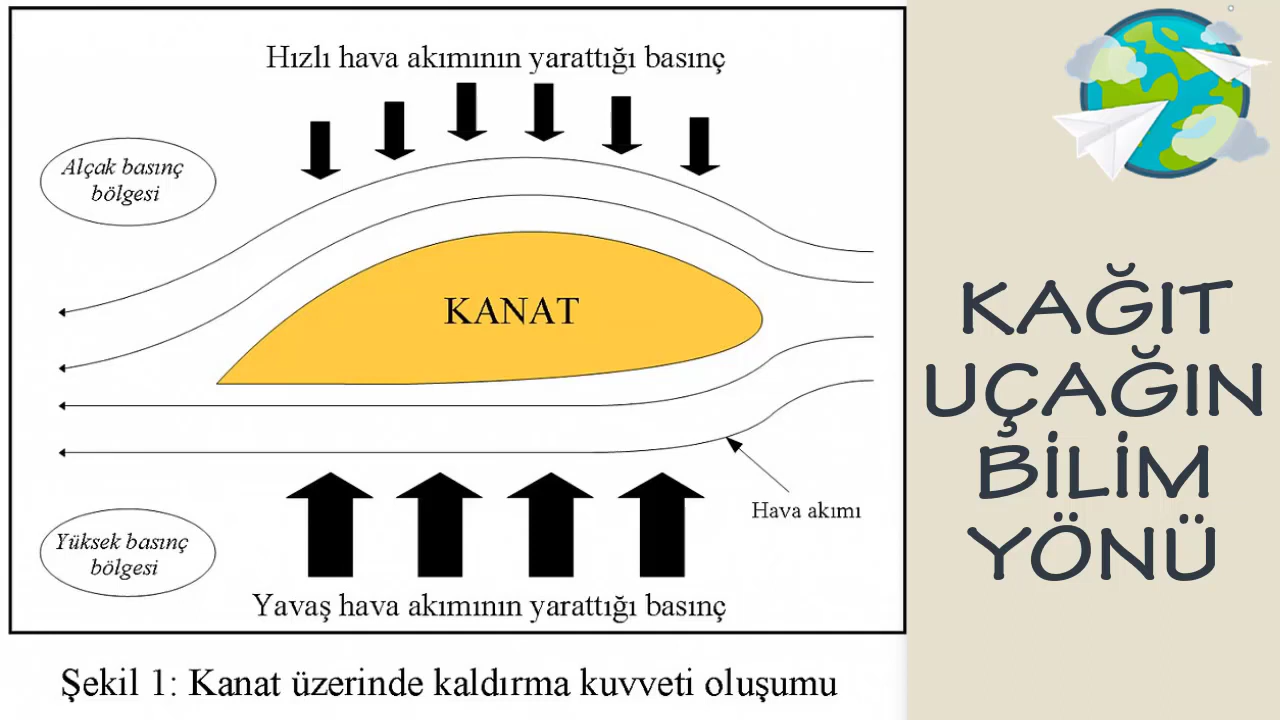 Hızlı hava akımının yarattığı basınç
Alçak basınç
bölgesi
KANAT
Hava akımı
Yüksek basınç
bölgesi
Yavaş hava akımının yarattığı basınç
Şekil 1: Kanat üzerinde kaldırma kuvveti oluşumu
KAĞIT
UÇAĞIN
BİLİM
YÖNÜ